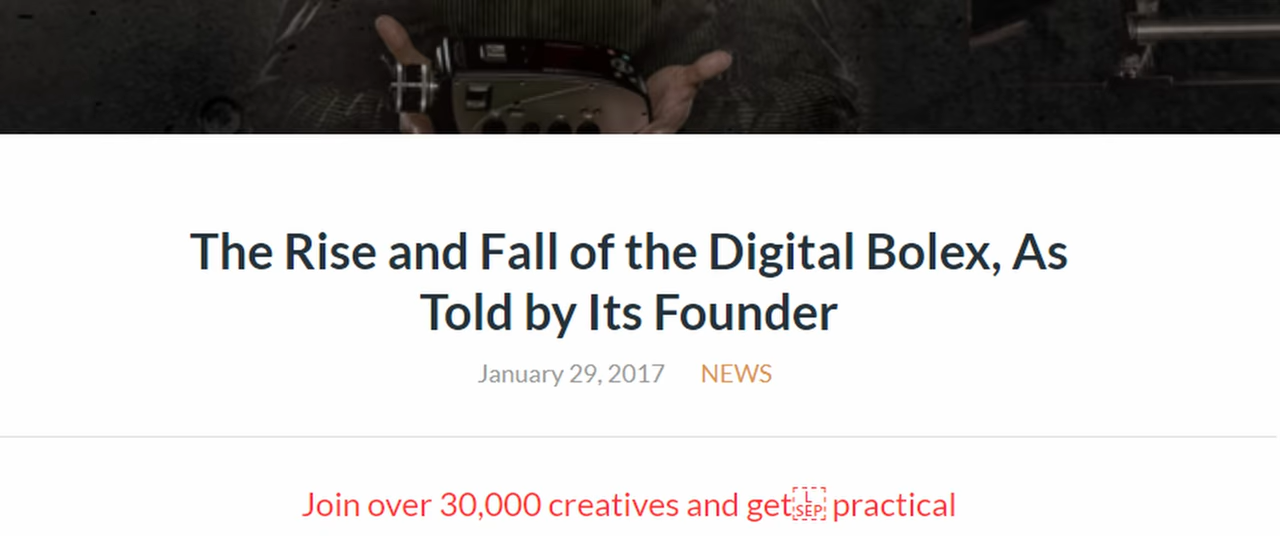 The Rise and Fall of the Digital Bolex, As
Told by Its Founder
January 29, 2017 NEWS
Join over 30,000 creatives and get
 practical